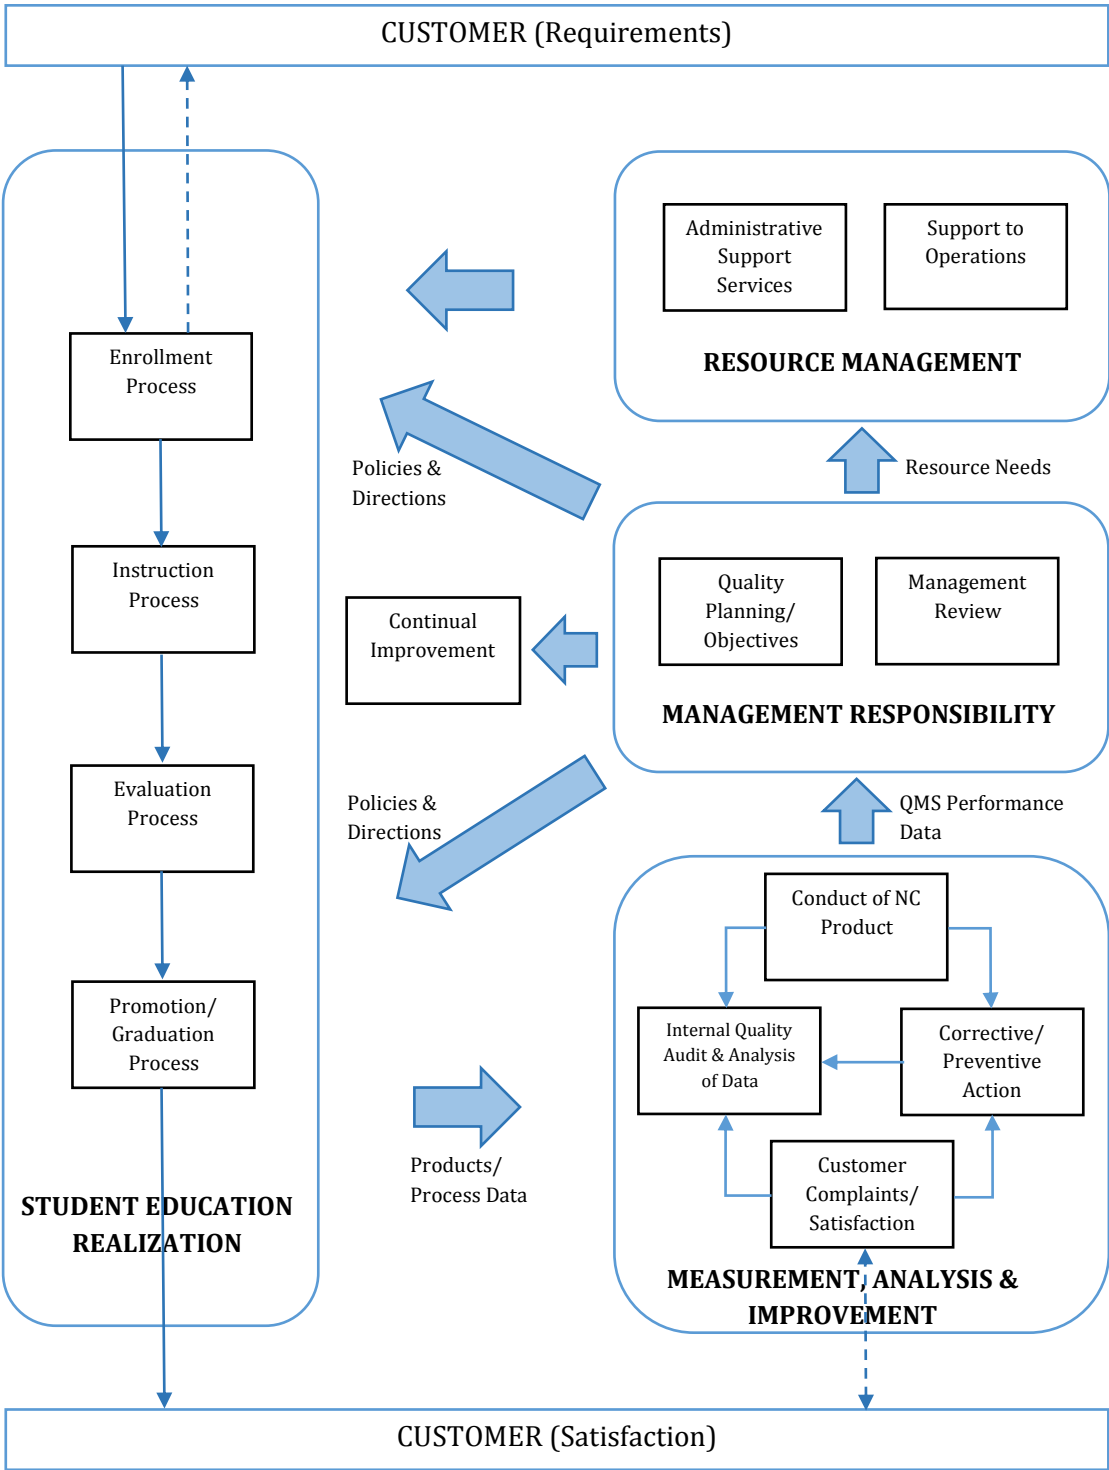 CUSTOMER (Requirements)
Enrollment
Process
Instruction
Process
Evaluation
Process
Promotion/
Graduation
Process
STUDENT EDUCATION
REALIZATION
Policies &
Directions
Continual
Improvement
Policies &
Directions
Products/
Process Data
Administrative
Support
Services
Support to
Operations
RESOURCE MANAGEMENT
Resource Needs
Quality
Planning/
Objectives
Management
Review
MANAGEMENT RESPONSIBILITY
QMS Performance
Data
Conduct of NC
Product
Internal Quality
Audit & Analysis
of Data
Corrective/
Preventive
Action
Customer
Complaints/
Satisfaction
MEASUREMENT, ANALYSIS &
IMPROVEMENT
CUSTOMER (Satisfaction)